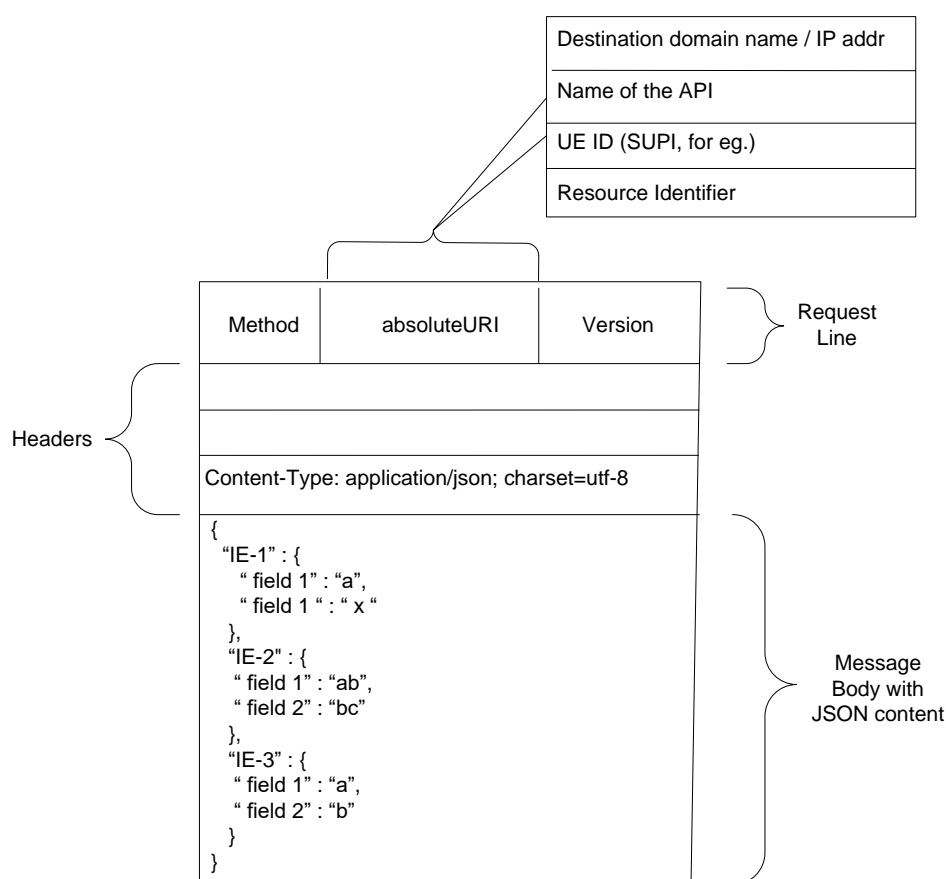 Destination domain name / IP addr
Name of the API
UE ID (SUPI, for eg.)
Resource Identifier
Method
absoluteURI
Version
Request
Line
Headers
Content-Type: application/json; charset=utf-8
{
“IE-1” : {
“ field 1” : “a”,
“ field 1 “ : “ x “
},
“IE-2" : {
“ field 1” : “ab”,
“ field 2” : “bc”
},
“IE-3” : {
“ field 1” : “a”,
“ field 2” : “b”
}
}
Message
Body with
JSON content